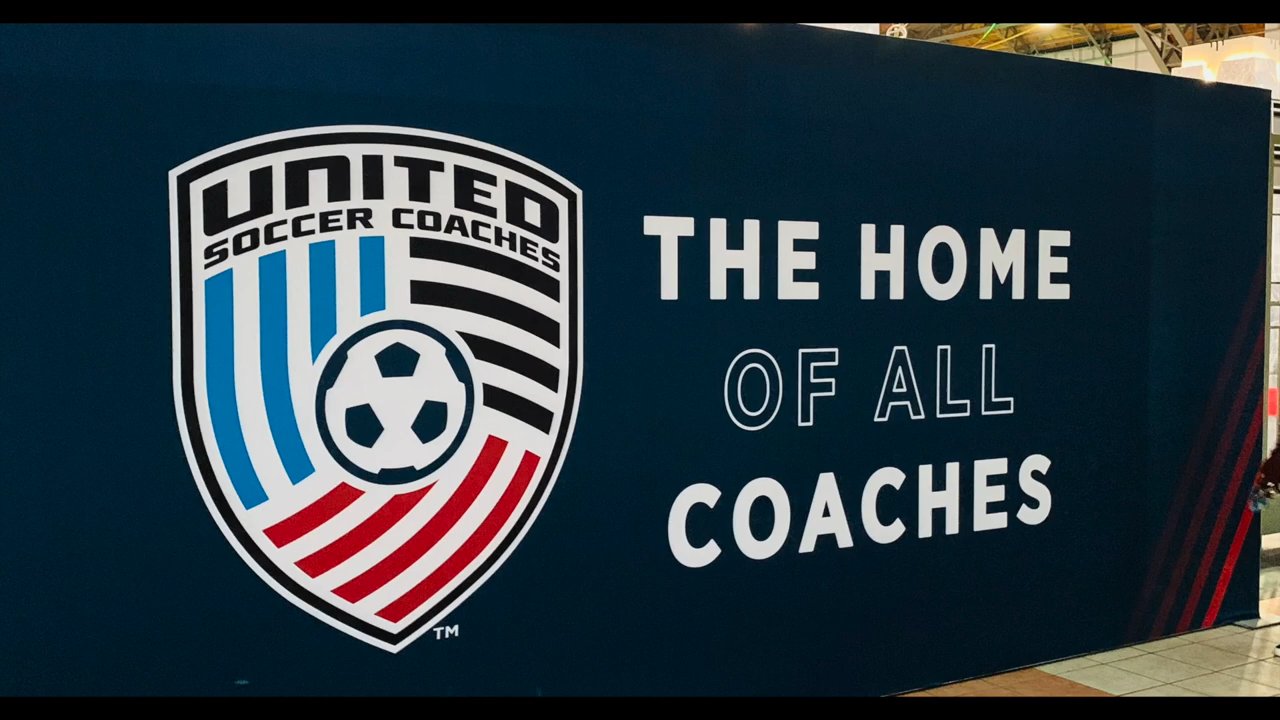 UNITED
SOCCER COACHES
TM
THE HOME
OF ALL
COACHES